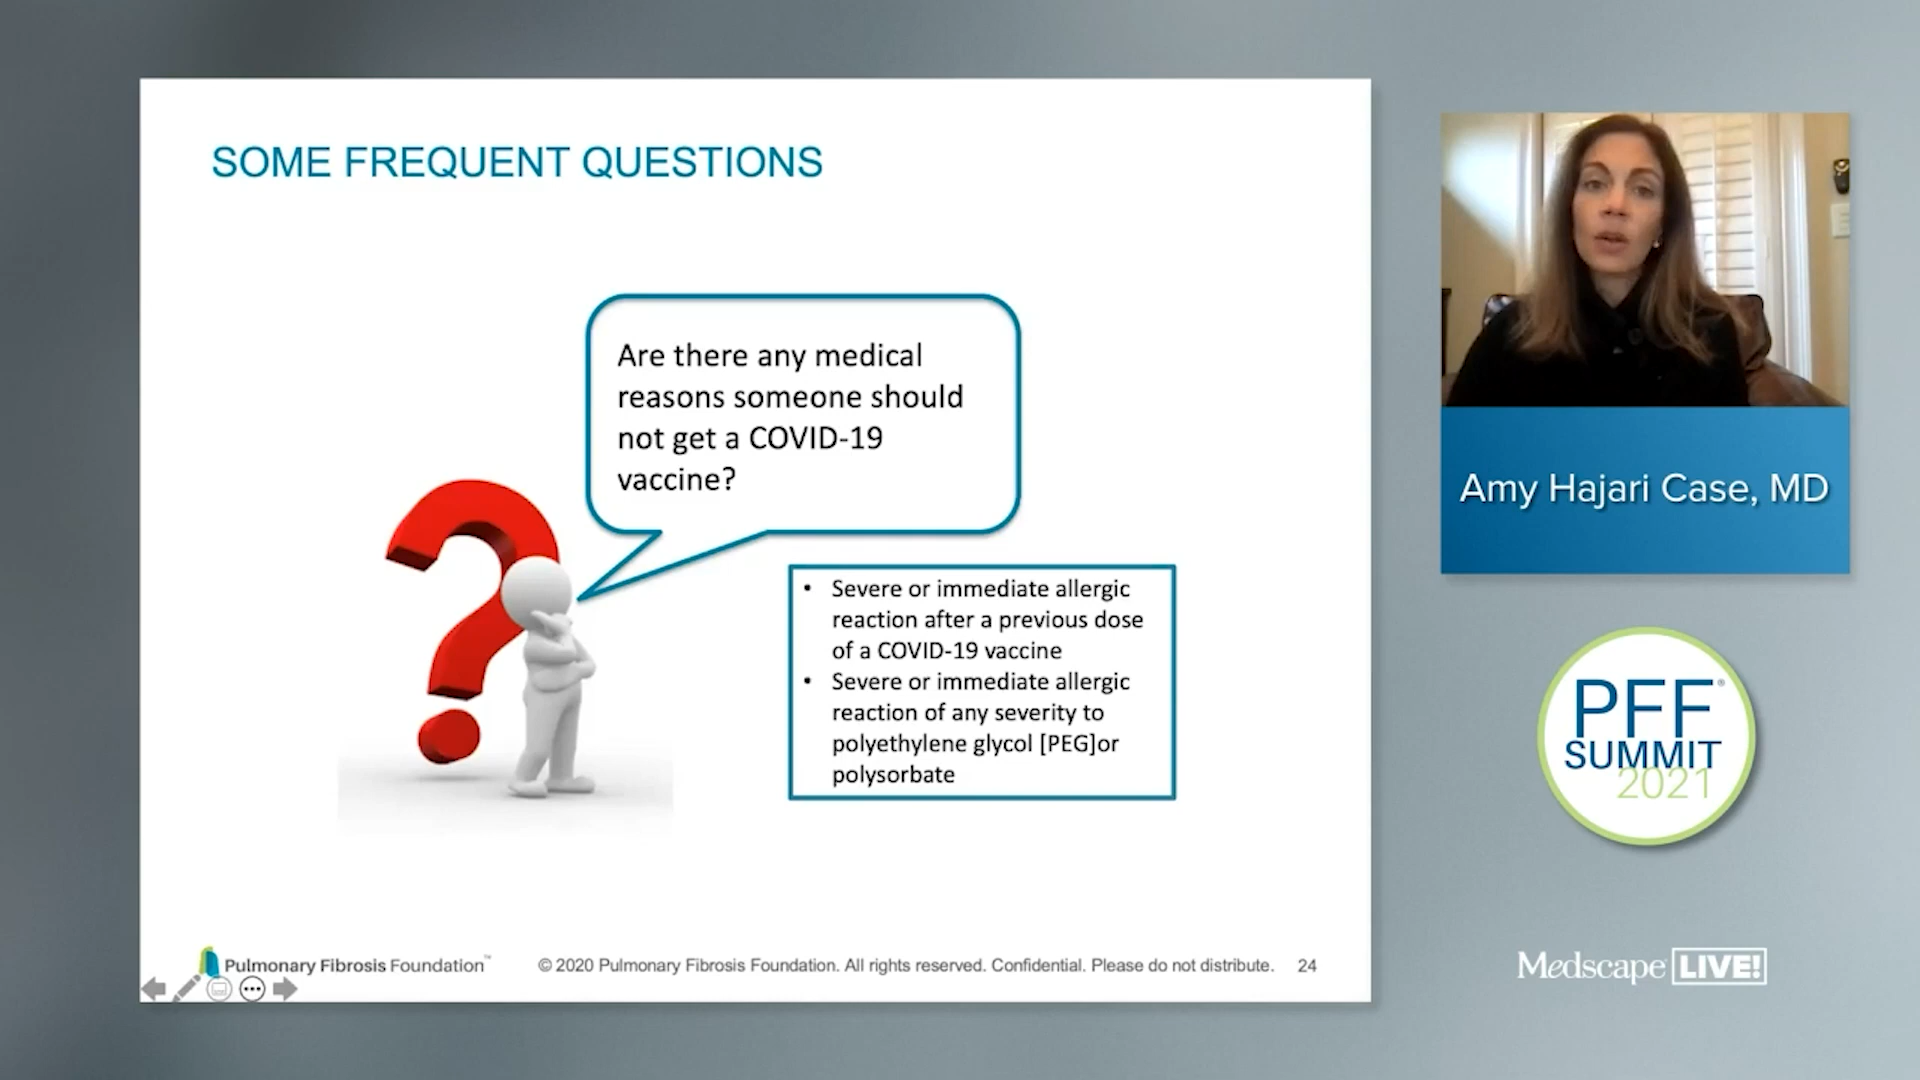 SOME FREQUENT QUESTIONS
Are there any medical
reasons someone should
not get a COVID-19
vaccine?
• Severe or immediate allergic
reaction after a previous dose
of a COVID-19 vaccine
• Severe or immediate allergic
reaction of any severity to
polyethylene glycol [PEG]or
polysorbate
Pulmonary Fibrosis Foundation™
© 2020 Pulmonary Fibrosis Foundation. All rights reserved. Confidential. Please do not distribute. 24
Amy Hajari Case, MD
PFF®
SUMMIT
2021
Medscape LIVE!